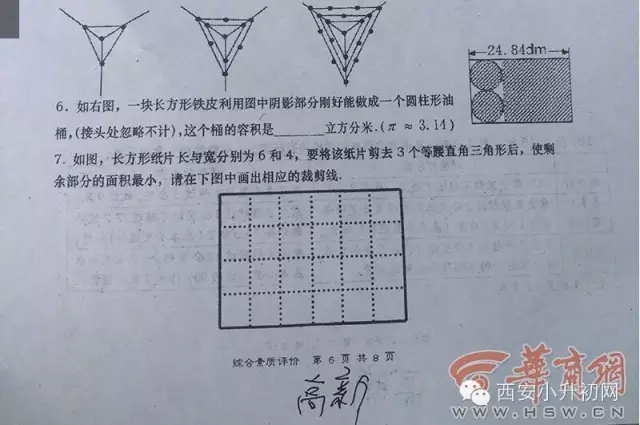 24.84dm
6. 如右图，一块长方形铁皮利用图中阴影部分刚好能做成一个圆柱形油
桶,(接头处忽略不计),这个桶的容积是______立方分米.(π≈3.14)
7. 如图，长方形纸片长与宽分别为6和4，要将该纸片剪去3个等腰直角三角形后，使剩
余部分的面积最小，请在下图中画出相应的裁剪线.
综合素质评价 第6页共8页
高新
华商网
西安小升初网
WWW.HSW.CN